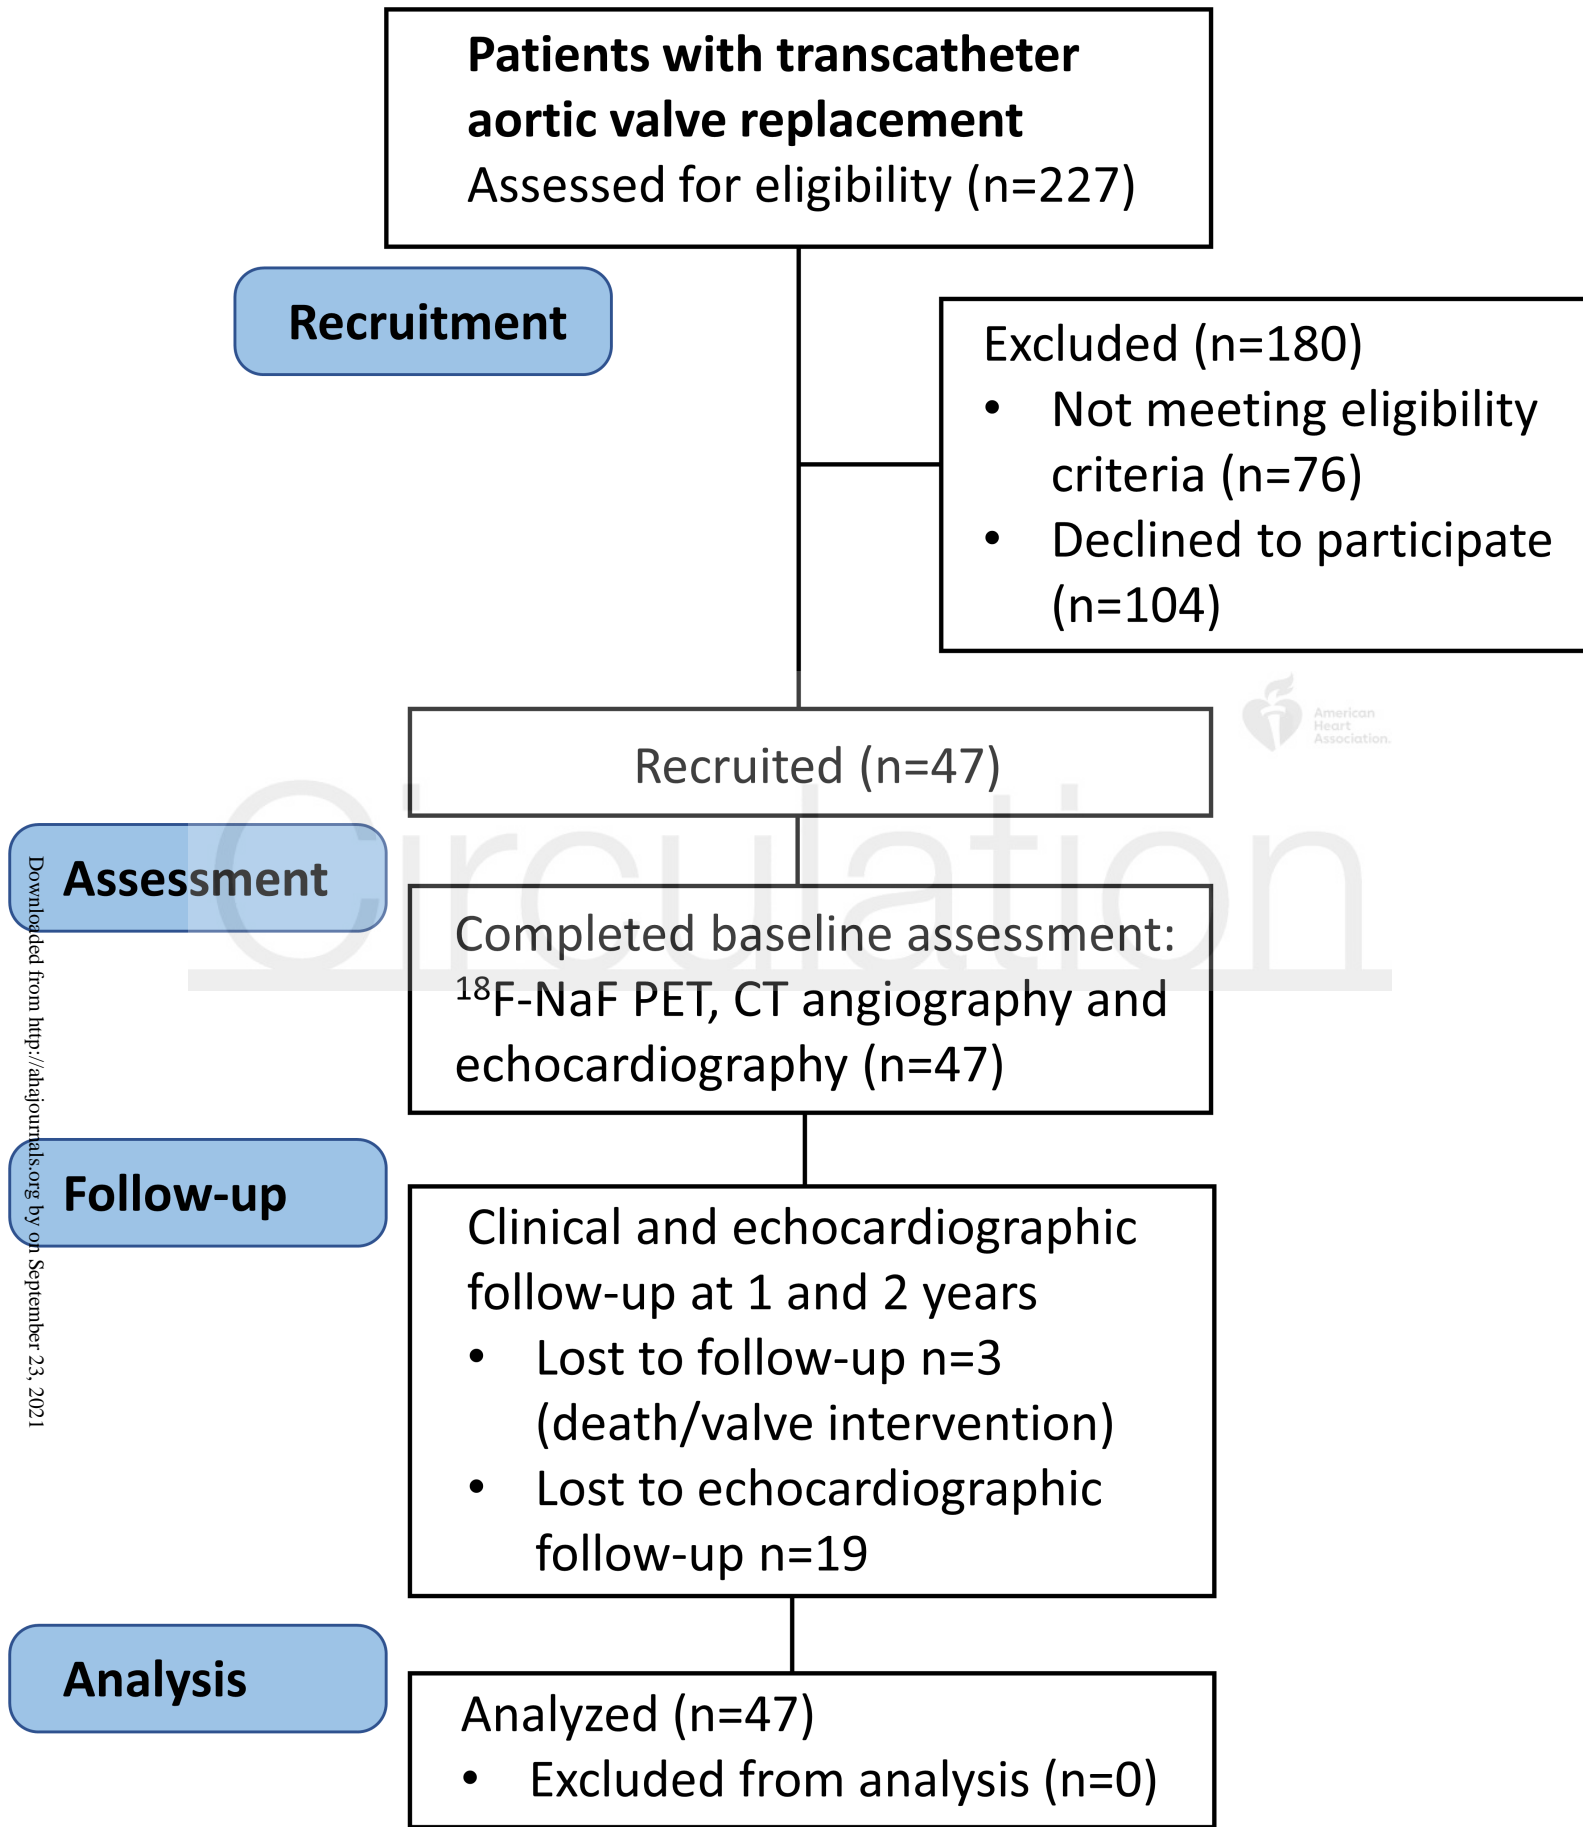 Patients with transcatheter
aortic valve replacement
Assessed for eligibility (n=227)
Recruitment
Excluded (n=180)
• Not meeting eligibility
criteria (n=76)
• Declined to participate
(n=104)
American
Heart
Association.
Recruited (n=47)
Circulation
Assessment
Completed baseline assessment:
¹⁸F-NaF PET, CT angiography and
echocardiography (n=47)
Follow-up
Clinical and echocardiographic
follow-up at 1 and 2 years
• Lost to follow-up n=3
(death/valve intervention)
• Lost to echocardiographic
follow-up n=19
Analysis
Analyzed (n=47)
• Excluded from analysis (n=0)
Downloaded from http://ahajournals.org by on September 23, 2021